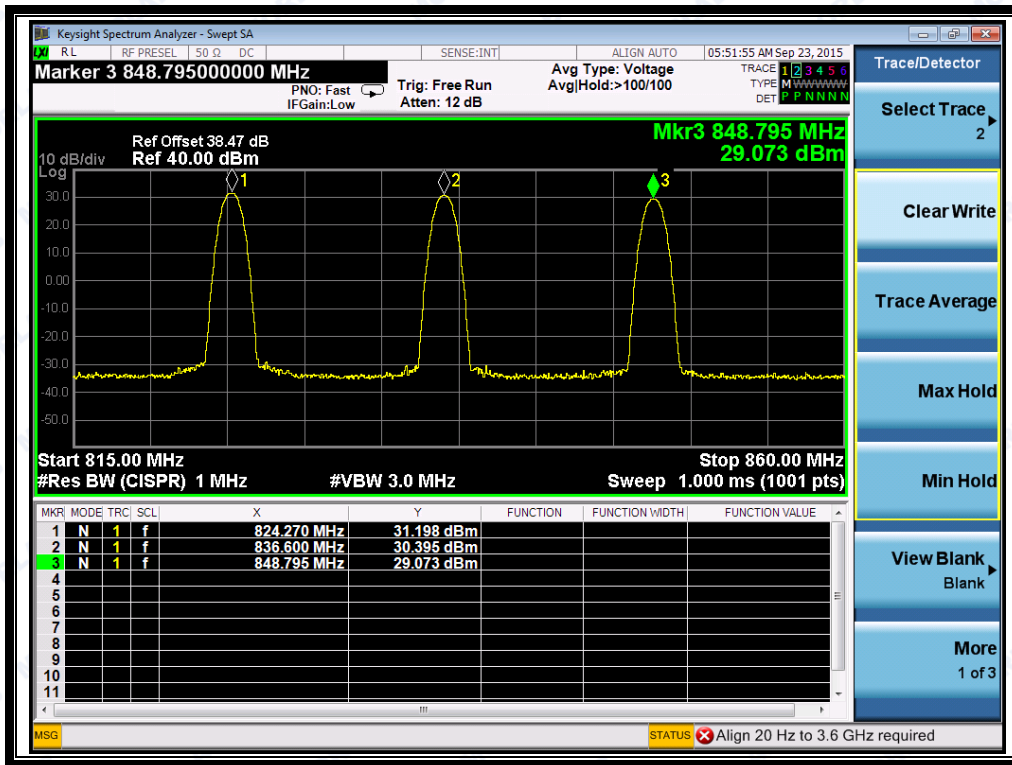 Keysight Spectrum Analyzer - Swept SA
LXI RL RF PRESEL 50 Ω DC SENSE:INT ALIGN AUTO 05:51:55 AM Sep 23, 2015
Marker 3 848.795000000 MHz
PNO: Fast
IFGain:Low
Trig: Free Run
Atten: 12 dB
Avg Type: Voltage
Avg|Hold:>100/100
TRACE 1 2 3 4 5 6
TYPE M W W W W W
DET P P N N N N
Mkr3 848.795 MHz
29.073 dBm
Ref Offset 38.47 dB
10 dB/div Ref 40.00 dBm
Log
1
2
3
30.0
20.0
10.0
0.00
-10.0
-20.0
-30.0
-40.0
-50.0
Start 815.00 MHz Stop 860.00 MHz
#Res BW (CISPR) 1 MHz #VBW 3.0 MHz Sweep 1.000 ms (1001 pts)
MKR MODE TRC SCL X Y FUNCTION FUNCTION WIDTH FUNCTION VALUE
1 N 1 f 824.270 MHz 31.198 dBm
2 N 1 f 836.600 MHz 30.395 dBm
3 N 1 f 848.795 MHz 29.073 dBm
4
5
6
7
8
9
10
11
MSG STATUS Align 20 Hz to 3.6 GHz required
Trace/Detector
Select Trace
2
Clear Write
Trace Average
Max Hold
Min Hold
View Blank
Blank
More
1 of 3